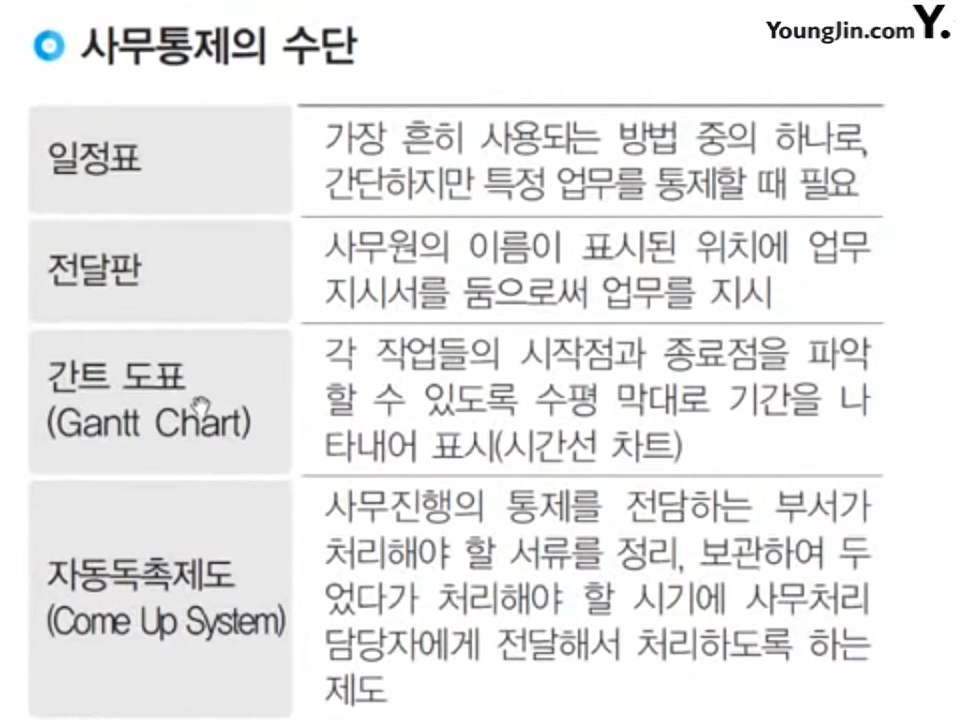 사무통제의 수단
YoungJin.com Y.
일정표
가장 흔히 사용되는 방법 중의 하나로,
간단하지만 특정 업무를 통제할 때 필요
전달판
사무원의 이름이 표시된 위치에 업무
지시서를 둠으로써 업무를 지시
간트 도표
(Gantt Chart)
각 작업들의 시작점과 종료점을 파악
할 수 있도록 수평 막대로 기간을 나
타내어 표시(시간선 차트)
자동독촉제도
(Come Up System)
사무진행의 통제를 전담하는 부서가
처리해야 할 서류를 정리, 보관하여 두
었다가 처리해야 할 시기에 사무처리
담당자에게 전달해서 처리하도록 하는
제도